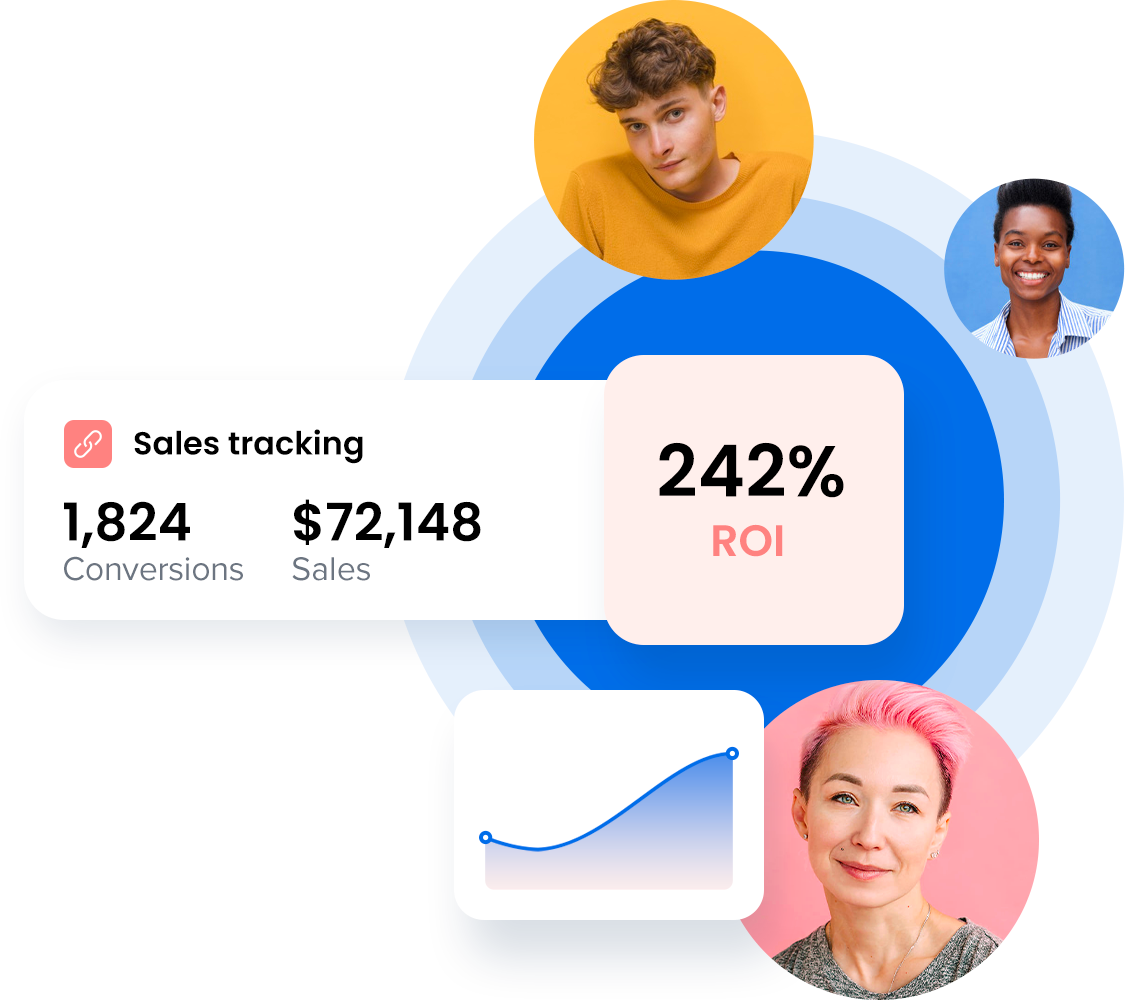 Sales tracking
1,824 $72,148
Conversions Sales
242%
ROI